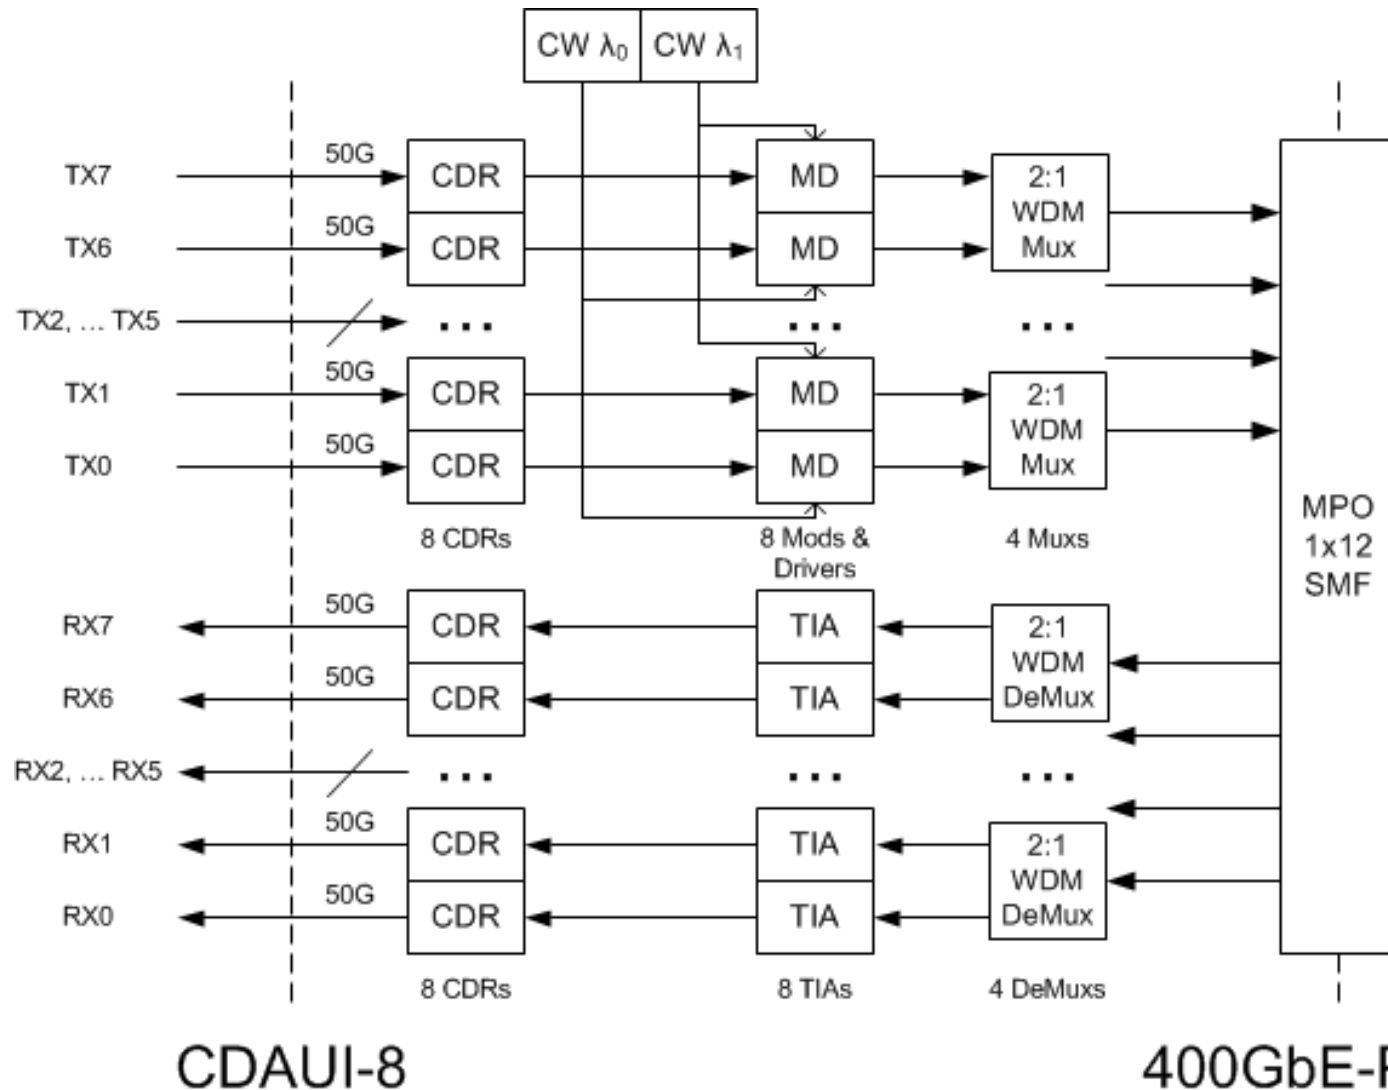 CW λ0 CW λ1
TX7 50G CDR MD 2:1
WDM
Mux
TX6 50G CDR MD
TX2, ... TX5 ... ... ...
TX1 50G CDR MD 2:1
WDM
Mux
TX0 50G CDR MD
8 CDRs 8 Mods &
Drivers 4 Muxs
MPO
1x12
SMF
RX7 50G CDR TIA 2:1
WDM
DeMux
RX6 50G CDR TIA
RX2, ... RX5 ... ... ...
RX1 50G CDR TIA 2:1
WDM
DeMux
RX0 50G CDR TIA
8 CDRs 8 TIAs 4 DeMuxs
CDAUI-8 400GbE-